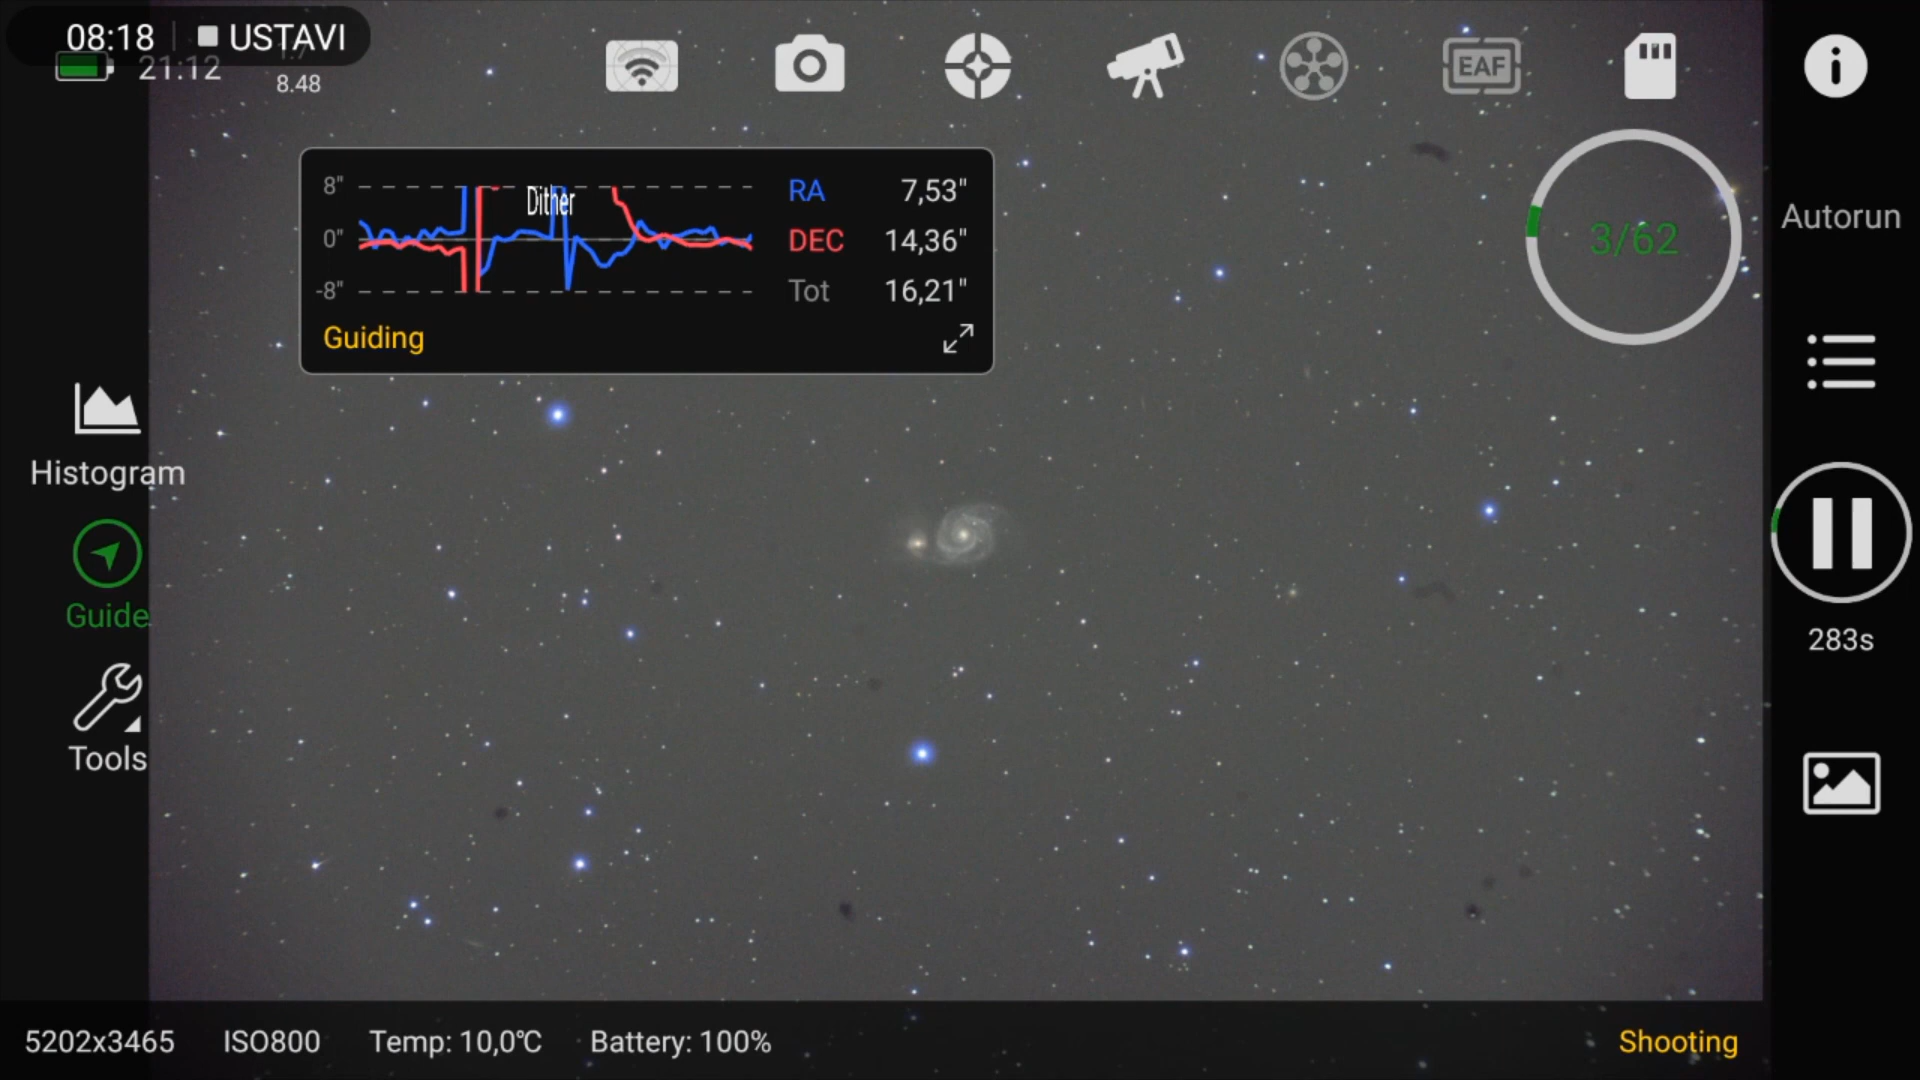 08:18 USTAVI
21:12
8.48
EAF
8"
Dither
0"
-8"
RA 7,53"
DEC 14,36"
Tot 16,21"
Guiding
3/62
Autorun
Histogram
Guide
Tools
283s
5202x3465 ISO800 Temp: 10,0℃ Battery: 100% Shooting